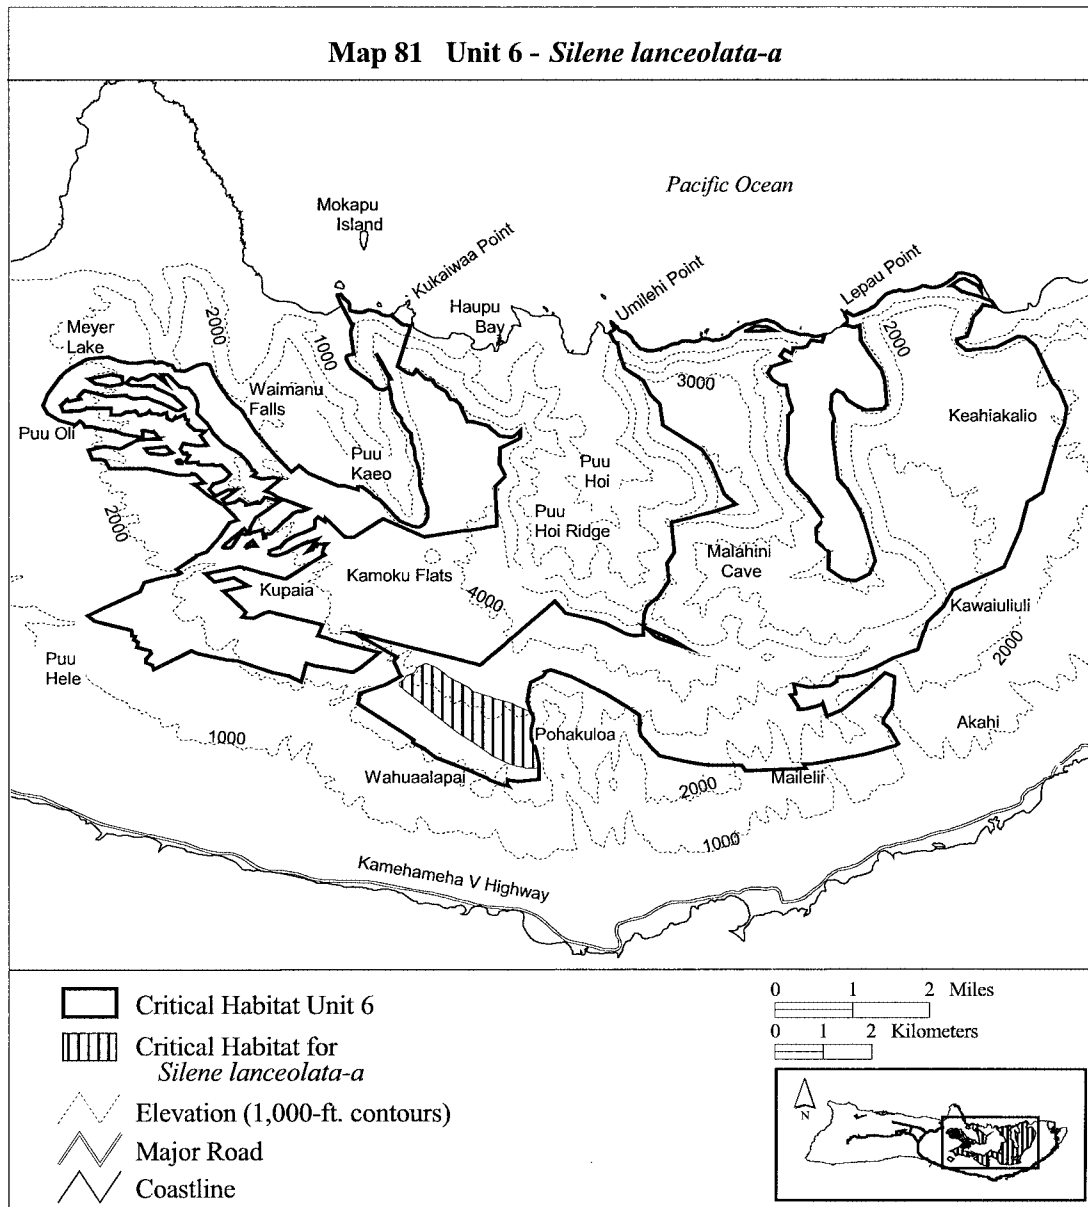 Map 81 Unit 6 - Silene lanceolata-a
Pacific Ocean
Mokapu
Island
Kukaiwaa Point
Haupu
Bay
Umilehi Point
Lepau Point
Meyer
Lake
2000
1000
Waimanu
Falls
3000
2000
Keahiakalio
Puu Oli
Puu
Kaeo
Puu
Hoi
Puu
Hoi Ridge
2000
Malahini
Cave
Kamoku Flats
Kupaia
4000
Kawaiuliuli
2000
Puu
Hele
1000
Pohakuloa
Akahi
Wahuaalapai
Mailelii
2000
1000
Kamehameha V Highway
Critical Habitat Unit 6
Critical Habitat for
Silene lanceolata-a
Elevation (1,000-ft. contours)
Major Road
Coastline
0 1 2 Miles
0 1 2 Kilometers
N